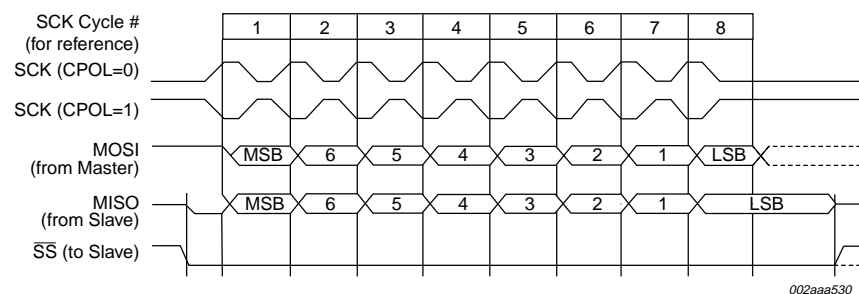 SCK Cycle #
(for reference)
1 2 3 4 5 6 7 8
SCK (CPOL=0)
SCK (CPOL=1)
MOSI
(from Master)
MSB 6 5 4 3 2 1 LSB
MISO
(from Slave)
MSB 6 5 4 3 2 1 LSB
SS (to Slave)
002aaa530